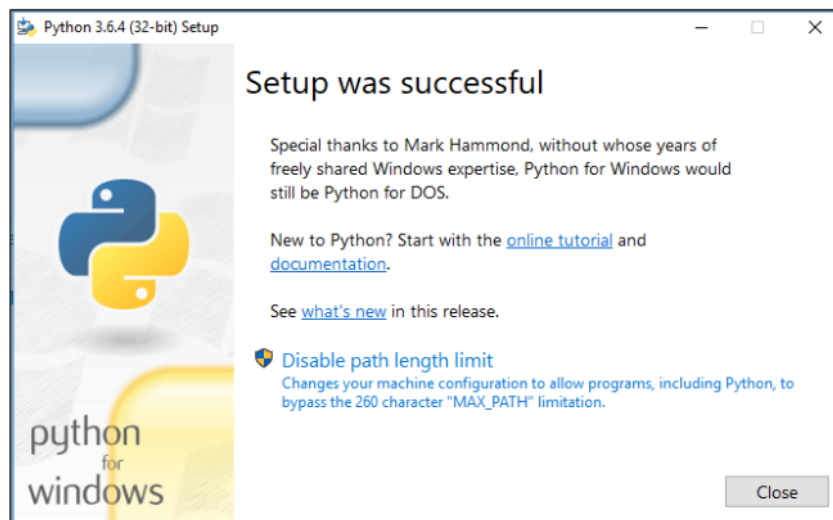 Python 3.6.4 (32-bit) Setup
Setup was successful
Special thanks to Mark Hammond, without whose years of
freely shared Windows expertise, Python for Windows would
still be Python for DOS.
New to Python? Start with the online tutorial and
documentation.
See what's new in this release.
Disable path length limit
Changes your machine configuration to allow programs, including Python, to
bypass the 260 character "MAX_PATH" limitation.
python
for
windows
Close